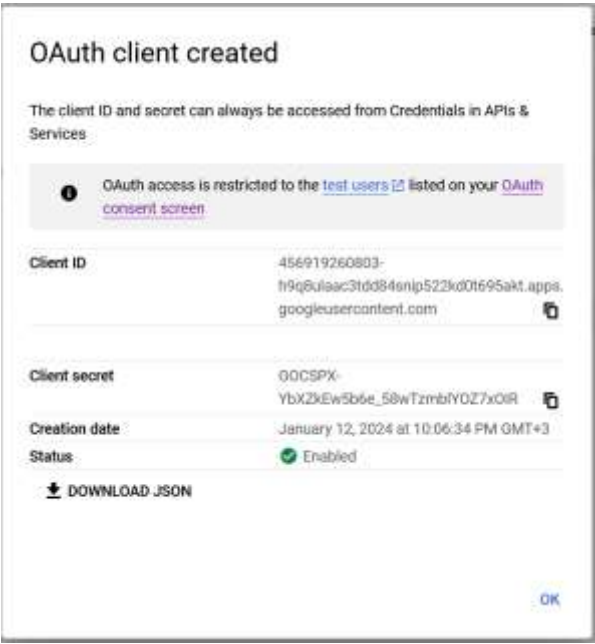 OAuth client created
The client ID and secret can always be accessed from Credentials in APIs &
Services
OAuth access is restricted to the test users listed on your OAuth
consent screen
Client ID
456919260803-
.apps.
googleusercontent.com
Client secret
GOCSPX-
Creation date January 12, 2024 at 10:06:34 PM GMT+3
Status Enabled
DOWNLOAD JSON
OK